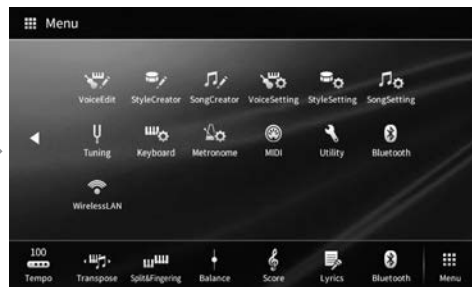 Menu
VoiceEdit StyleCreator SongCreator VoiceSetting StyleSetting SongSetting
Tuning Keyboard Metronome MIDI Utility Bluetooth
WirelessLAN
100
Tempo Transpose Split&Fingering Balance Score Lyrics Bluetooth Menu